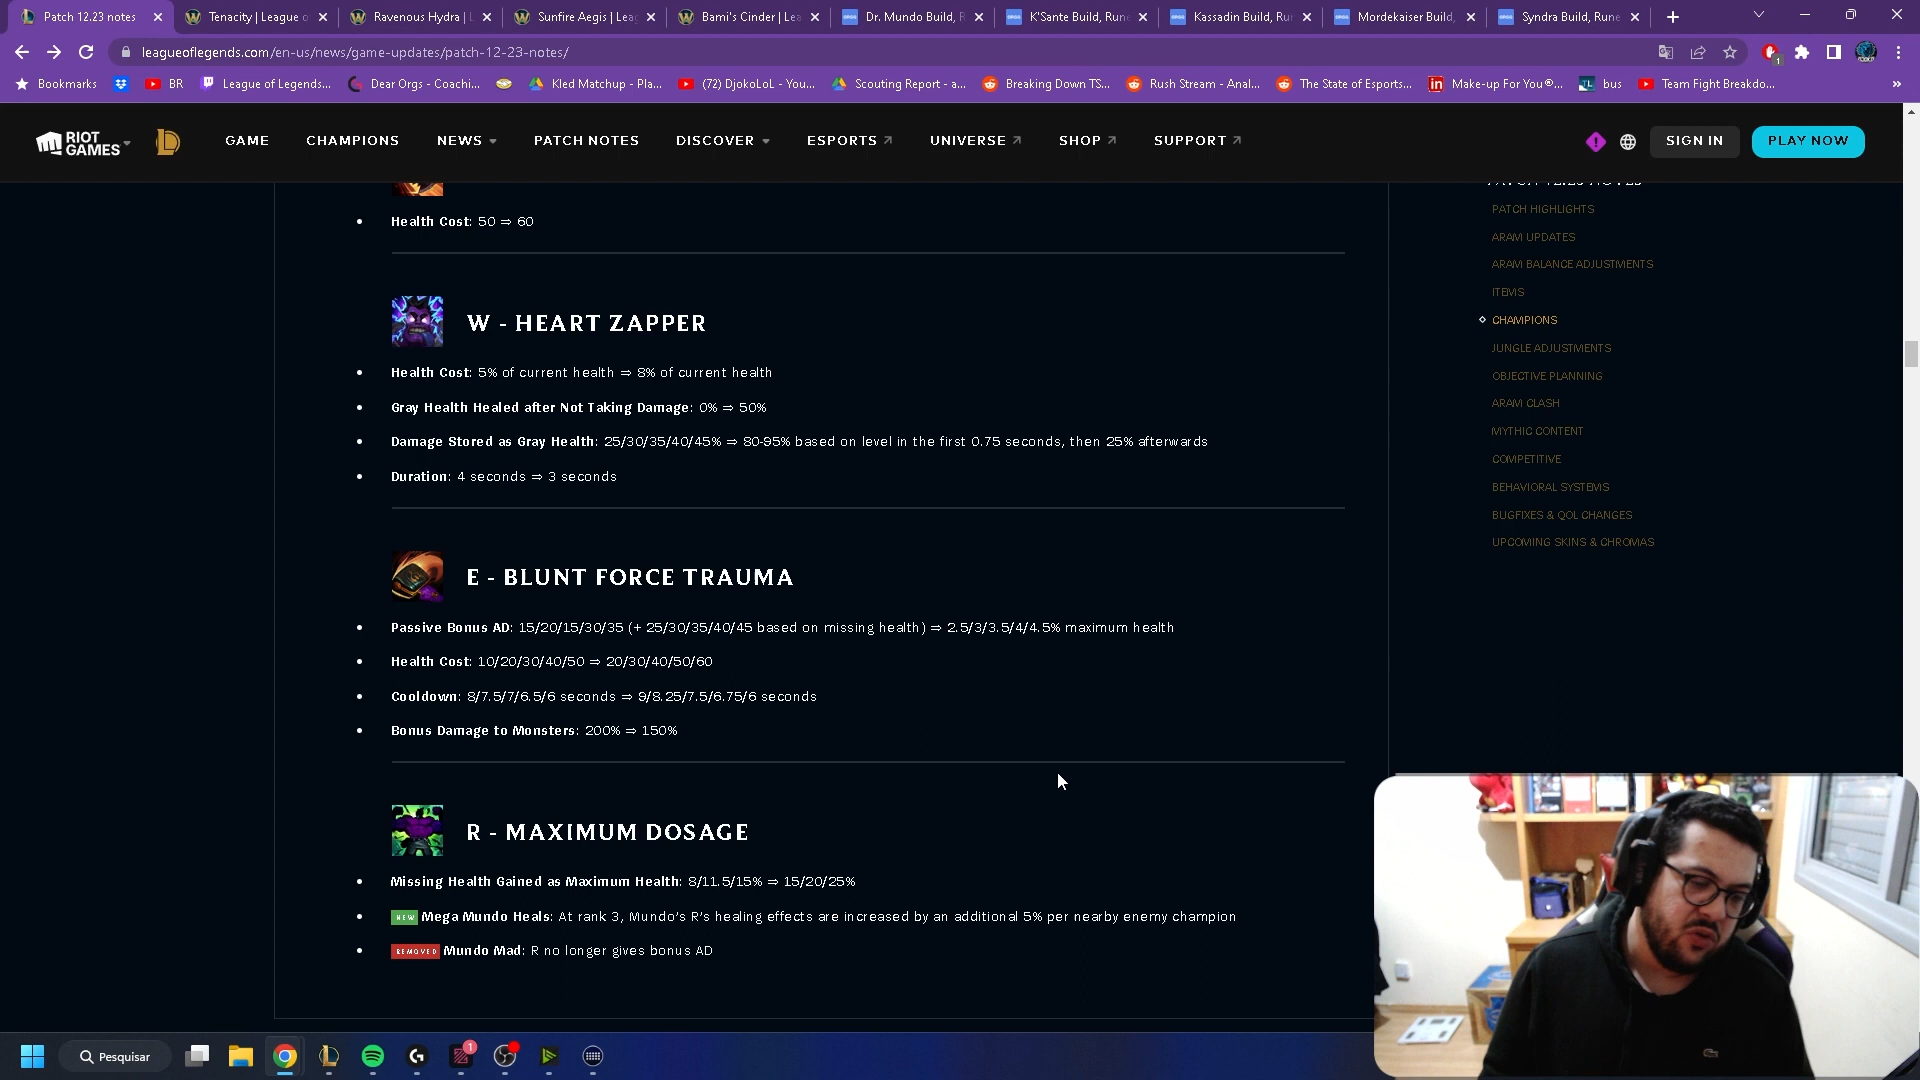 Patch 12.23 notes
Tenacity | League o
Ravenous Hydra | L
Sunfire Aegis | Leag
Bami's Cinder | Lea
Dr. Mundo Build, R
K'Sante Build, Rune
Kassadin Build, Ru
Mordekaiser Build,
Syndra Build, Rune
leagueoflegends.com/en-us/news/game-updates/patch-12-23-notes/
1
Bookmarks
BR
League of Legends...
Dear Orgs - Coachi...
Kled Matchup - Pla...
(72) DjokoLoL - You...
Scouting Report - a...
Breaking Down TS...
Rush Stream - Anal...
The State of Esports...
Make-up For You®...
bus
Team Fight Breakdo...
RIOT GAMES
GAME
CHAMPIONS
NEWS
PATCH NOTES
DISCOVER
ESPORTS
UNIVERSE
SHOP
SUPPORT
SIGN IN
PLAY NOW
Health Cost: 50 ⇒ 60
W - HEART ZAPPER
Health Cost: 5% of current health ⇒ 8% of current health
Gray Health Healed after Not Taking Damage: 0% ⇒ 50%
Damage Stored as Gray Health: 25/30/35/40/45% ⇒ 80-95% based on level in the first 0.75 seconds, then 25% afterwards
Duration: 4 seconds ⇒ 3 seconds
E - BLUNT FORCE TRAUMA
Passive Bonus AD: 15/20/15/30/35 (+ 25/30/35/40/45 based on missing health) ⇒ 2.5/3/3.5/4/4.5% maximum health
Health Cost: 10/20/30/40/50 ⇒ 20/30/40/50/60
Cooldown: 8/7.5/7/6.5/6 seconds ⇒ 9/8.25/7.5/6.75/6 seconds
Bonus Damage to Monsters: 200% ⇒ 150%
R - MAXIMUM DOSAGE
Missing Health Gained as Maximum Health: 8/11.5/15% ⇒ 15/20/25%
NEW Mega Mundo Heals: At rank 3, Mundo's R's healing effects are increased by an additional 5% per nearby enemy champion
REMOVED Mundo Mad: R no longer gives bonus AD
PATCH 12.23 NOTES
PATCH HIGHLIGHTS
ARAM UPDATES
ARAM BALANCE ADJUSTMENTS
ITEMS
CHAMPIONS
JUNGLE ADJUSTMENTS
OBJECTIVE PLANNING
ARAM CLASH
MYTHIC CONTENT
COMPETITIVE
BEHAVIORAL SYSTEMS
BUGFIXES & QOL CHANGES
UPCOMING SKINS & CHROMAS
Pesquisar
1